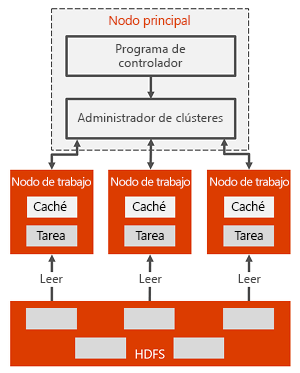 Nodo principal
Programa de
controlador
Administrador de clústeres
Nodo de trabajo
Caché
Tarea
Nodo de trabajo
Caché
Tarea
Nodo de trabajo
Caché
Tarea
Leer
Leer
Leer
HDFS